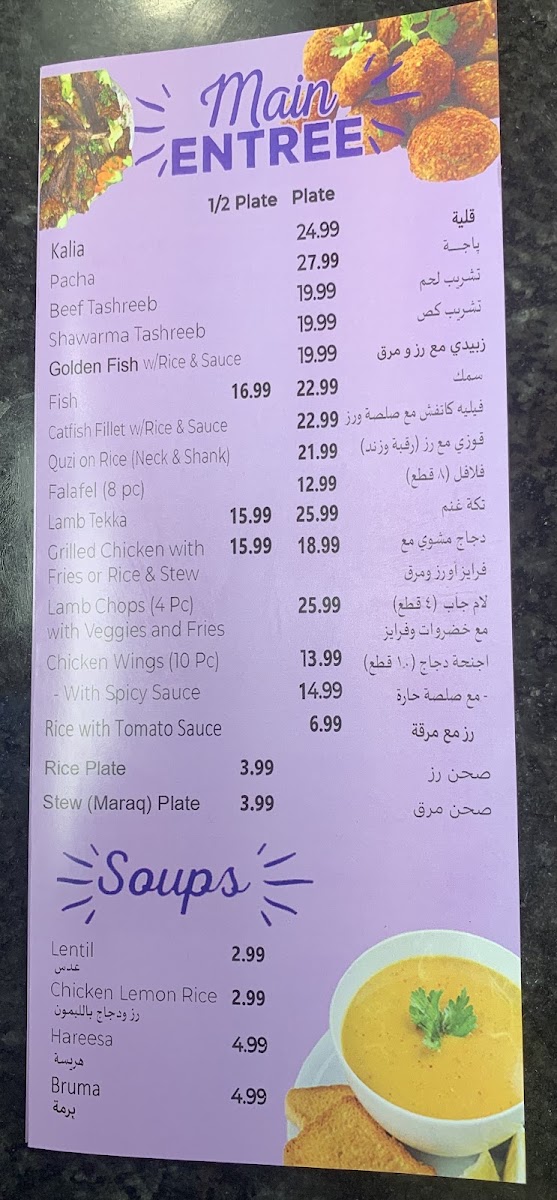 Main
ENTREE
1/2 Plate Plate
Kalia 24.99 قلية
Pacha 27.99 پاجـــة
Beef Tashreeb 19.99 تشريب لحم
Shawarma Tashreeb 19.99 تشريب كص
Golden Fish w/Rice & Sauce 19.99 زبيدي مع رز و مرق
Fish 16.99 22.99 سمك
Catfish Fillet w/Rice & Sauce 22.99 فيليه كاتفش مع صلصة ورز
Quzi on Rice (Neck & Shank) 21.99 قوزي مع رز (رقبة وزند)
Falafel (8 pc) 12.99 فلافل (٨ قطع)
Lamb Tekka 15.99 25.99 تكة غنم
Grilled Chicken with 15.99 18.99 دجاج مشوي مع
Fries or Rice & Stew فرايز أو رز ومرق
Lamb Chops (4 Pc) 25.99 لام جاب (٤ قطع)
with Veggies and Fries مع خضروات وفرايز
Chicken Wings (10 Pc) 13.99 اجنحة دجاج (١٠ قطع)
- With Spicy Sauce 14.99 - مع صلصة حارة
Rice with Tomato Sauce 6.99 رز مع مرقة
Rice Plate 3.99 صحن رز
Stew (Maraq) Plate 3.99 صحن مرق
Soups
Lentil 2.99
عدس
Chicken Lemon Rice 2.99
رز ودجاج بالليمون
Hareesa 4.99
هريسة
Bruma 4.99
برمة